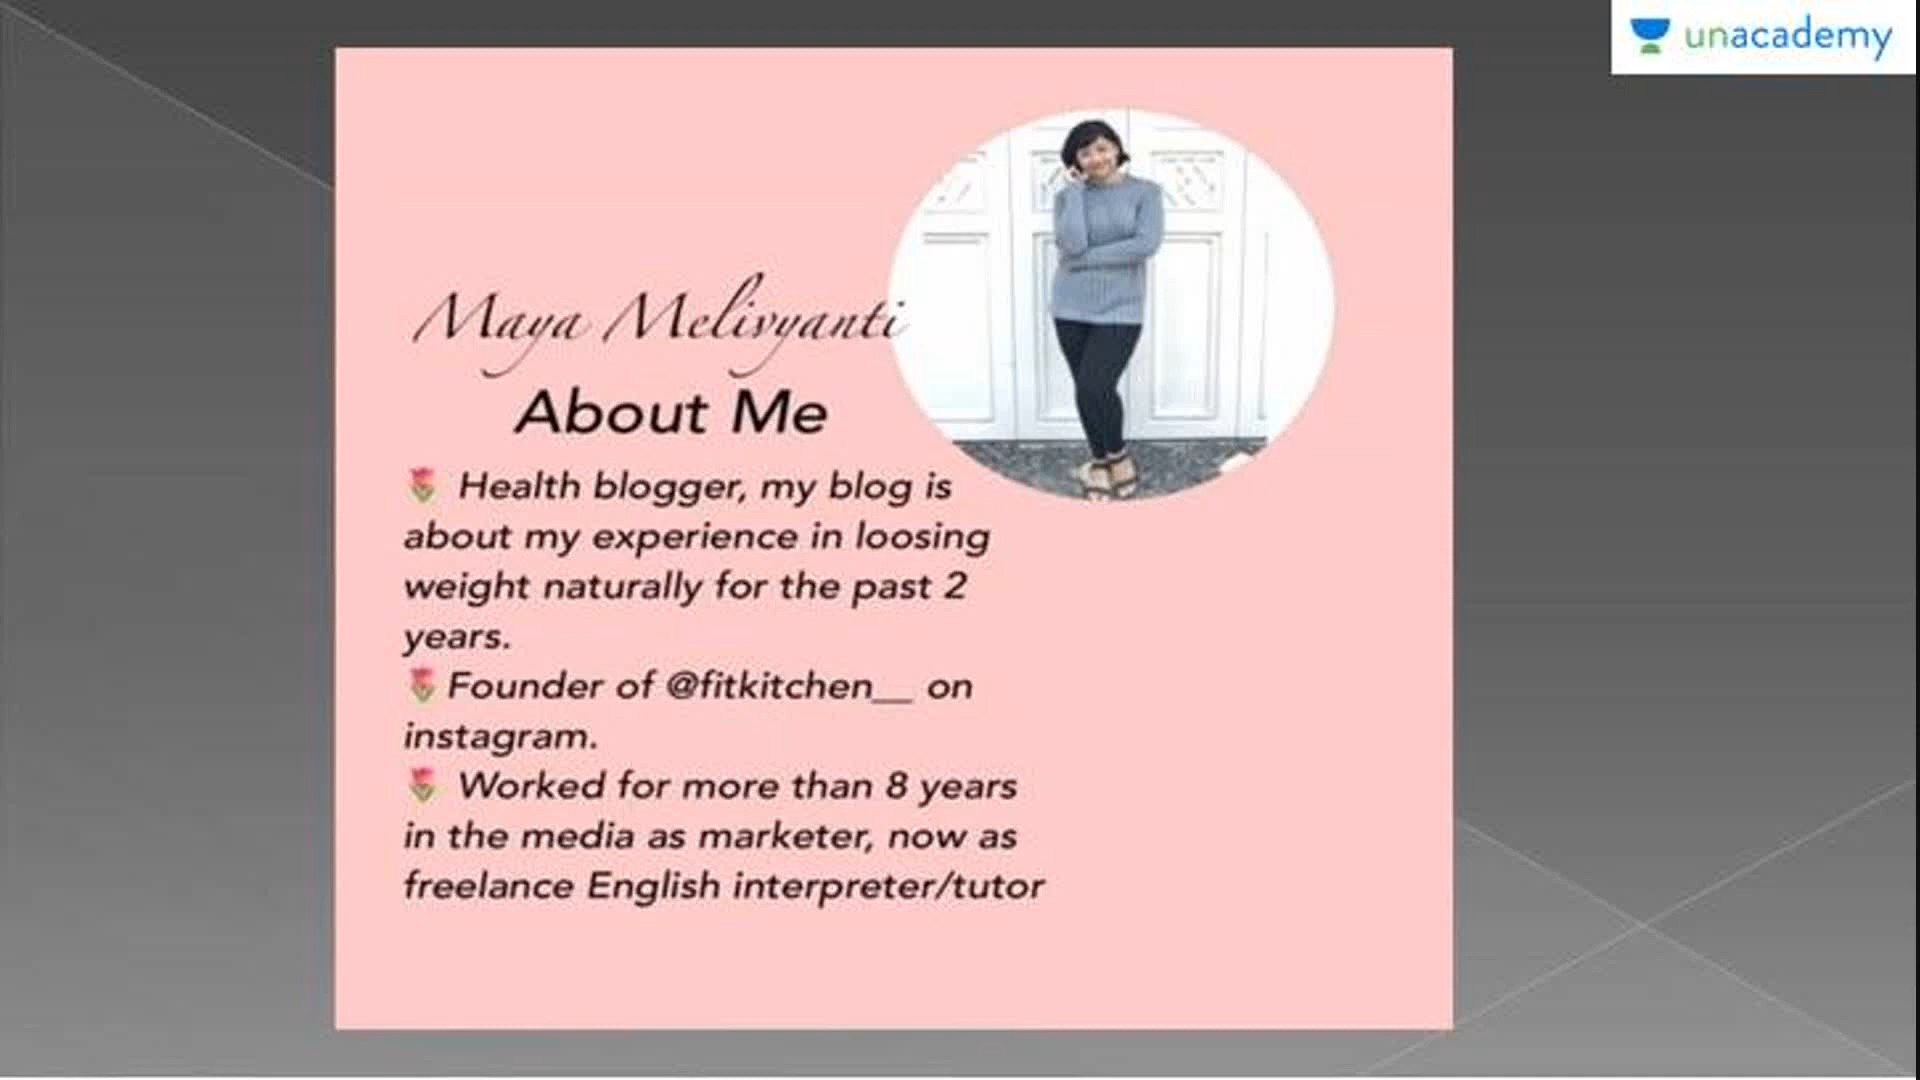 unacademy
Maya Melivyanti
About Me
🌷 Health blogger, my blog is
about my experience in loosing
weight naturally for the past 2
years.
🌷Founder of @fitkitchen__ on
instagram.
🌷 Worked for more than 8 years
in the media as marketer, now as
freelance English interpreter/tutor